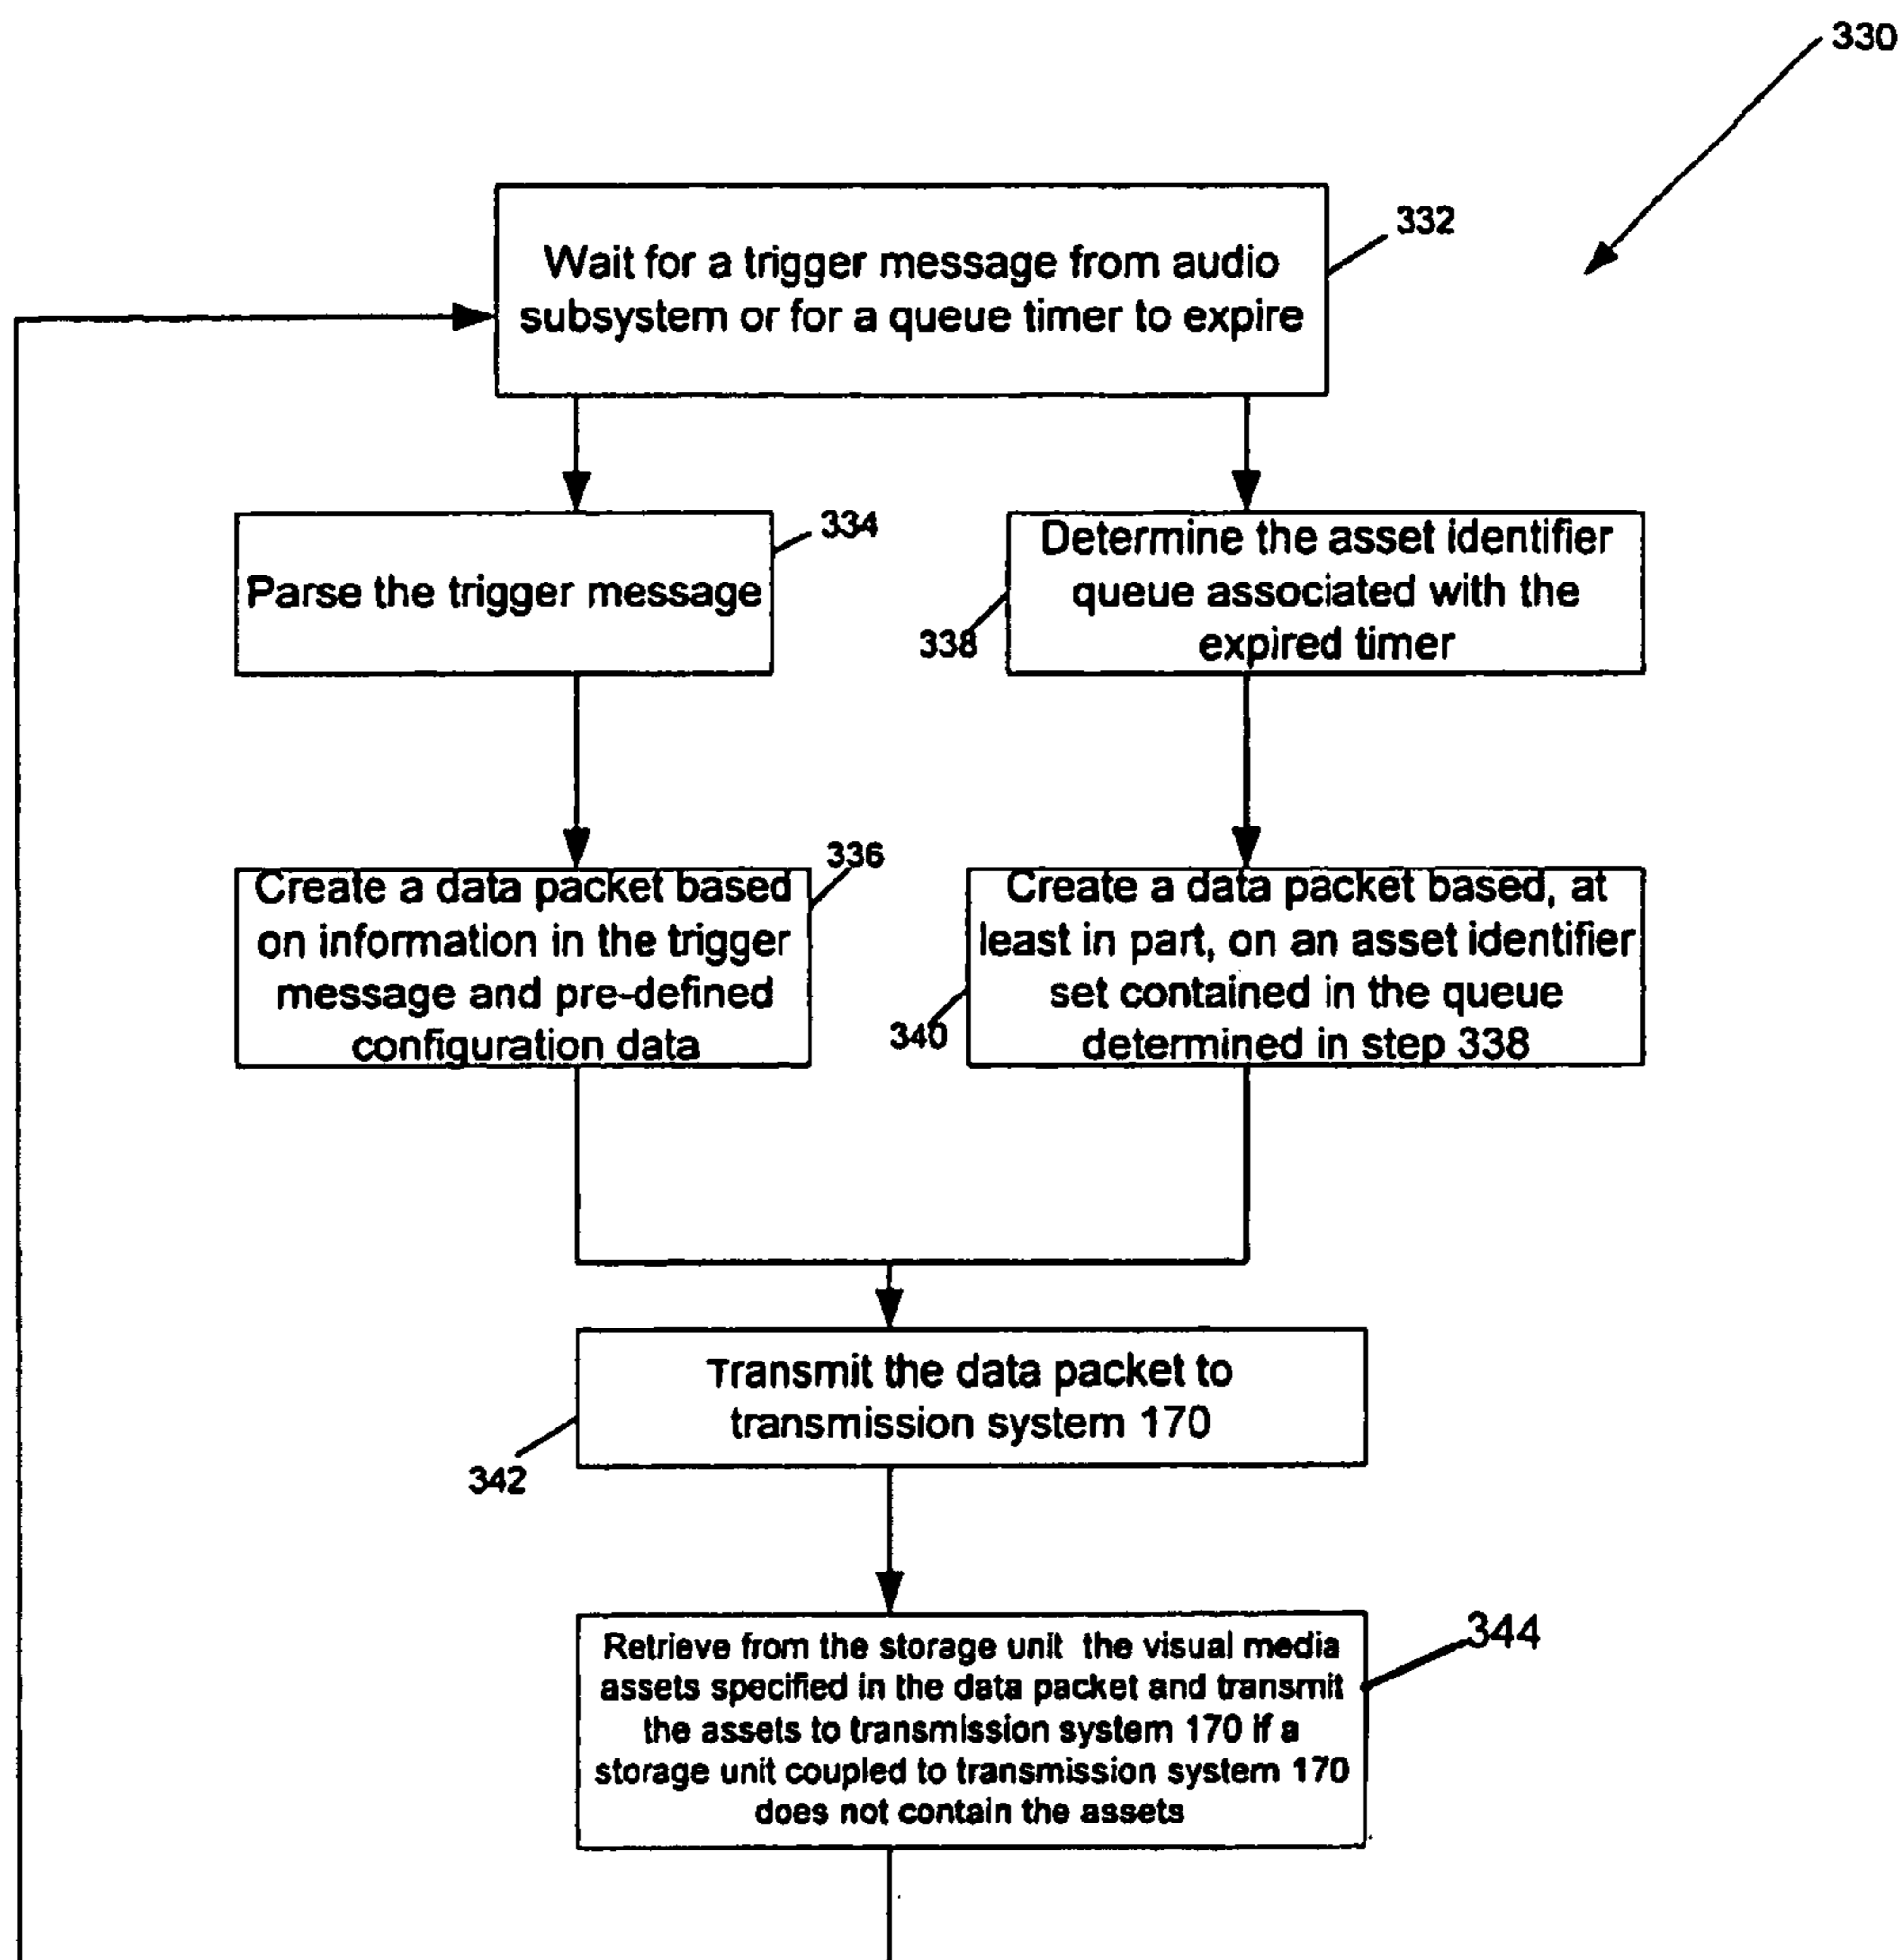 330
Wait for a trigger message from audio
subsystem or for a queue timer to expire
332
Parse the trigger message
334
Determine the asset identifier
queue associated with the
expired timer
338
Create a data packet based
on information in the trigger
message and pre-defined
configuration data
336
Create a data packet based, at
least in part, on an asset identifier
set contained in the queue
determined in step 338
340
Transmit the data packet to
transmission system 170
342
Retrieve from the storage unit the visual media
assets specified in the data packet and transmit
the assets to transmission system 170 if a
storage unit coupled to transmission system 170
does not contain the assets
344